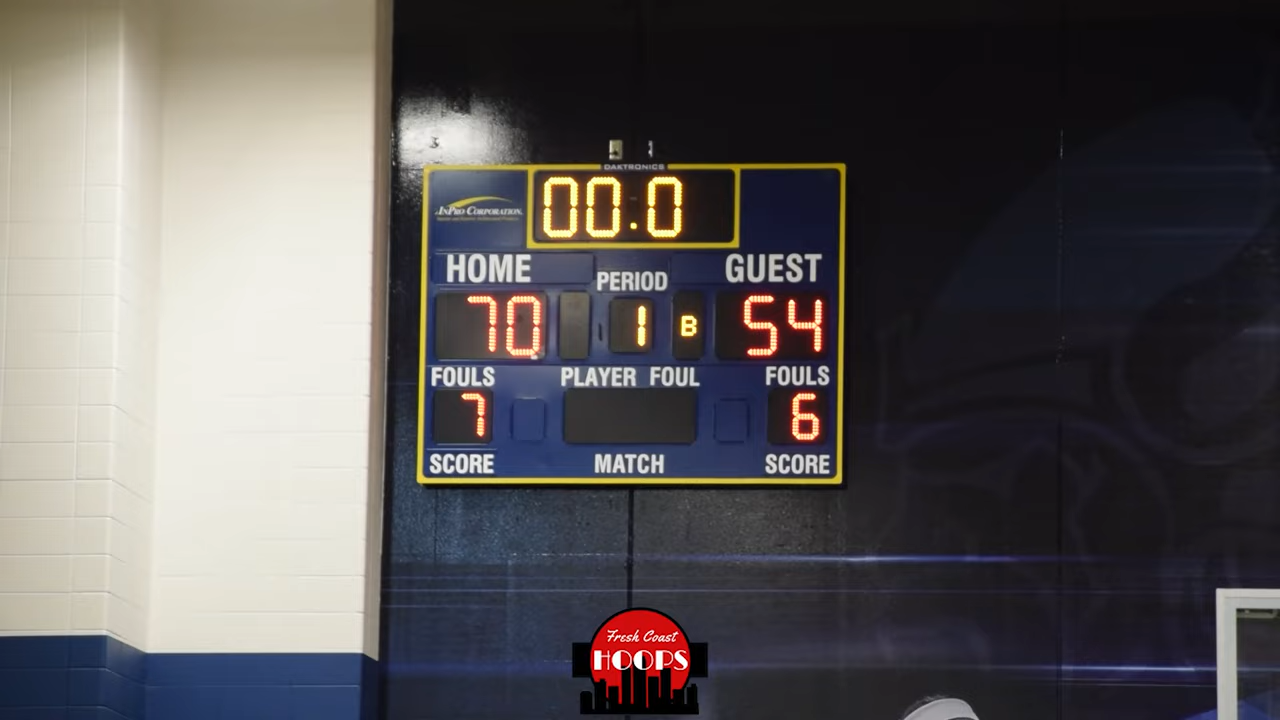 DAKTRONICS
INPRO CORPORATION
00.0
HOME
GUEST
PERIOD
70
1
B
54
FOULS
PLAYER FOUL
FOULS
7
6
SCORE
MATCH
SCORE
Fresh Coast
HOOPS